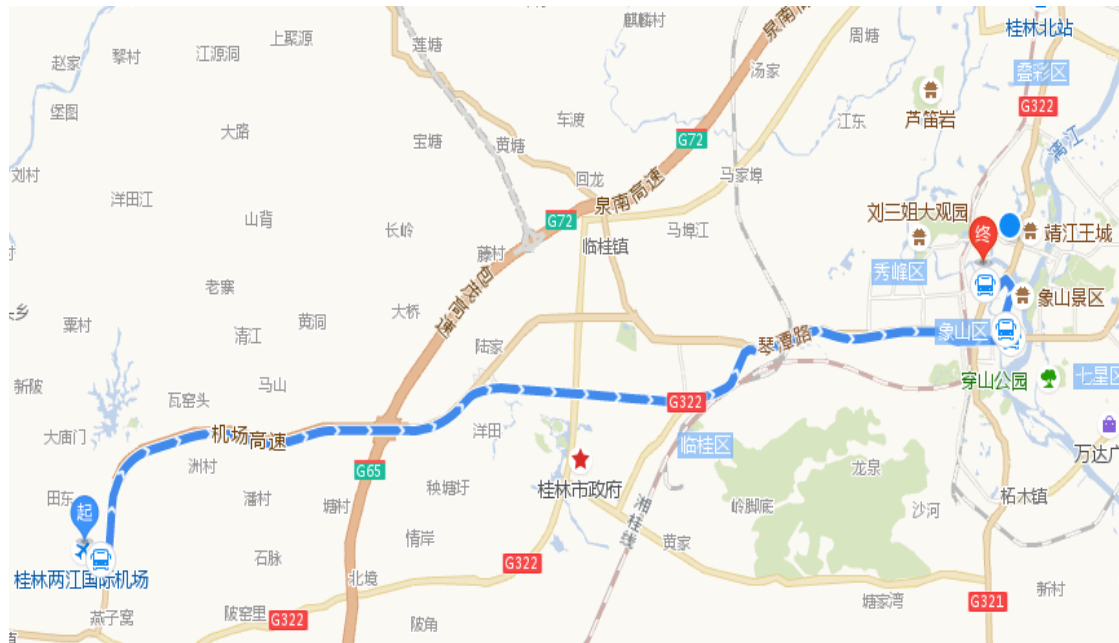 麒麟村
泉南高
周塘
桂林北站
赵家
黎村
江源洞
上聚源
莲塘
汤家
叠彩区
堡图
大路
宝塘
车渡
G322
江东
芦笛岩
漓江
黄塘
G72
刘村
洋田江
回龙
泉南高速
马家埠
山背
长岭
G72
刘三姐大观园
终
靖江王城
藤村
临桂镇
马埠江
秀峰区
老寨
包茂高速
象山景区
粟村
黄洞
大桥
清江
陆家
琴潭路
象山区
新陂
马山
瓦窑头
穿山公园
七星区
G322
大庙门
机场高速
洋田
临桂区
万达广
洲村
G65
龙泉
田东
潘村
塘村
秧塘圩
桂林市政府
岭脚底
柘木镇
起
湘桂线
沙河
情岸
黄家
桂林两江国际机场
石脉
北境
G322
新村
燕子窝
陂窑里
G322
陂角
塘家湾
G321